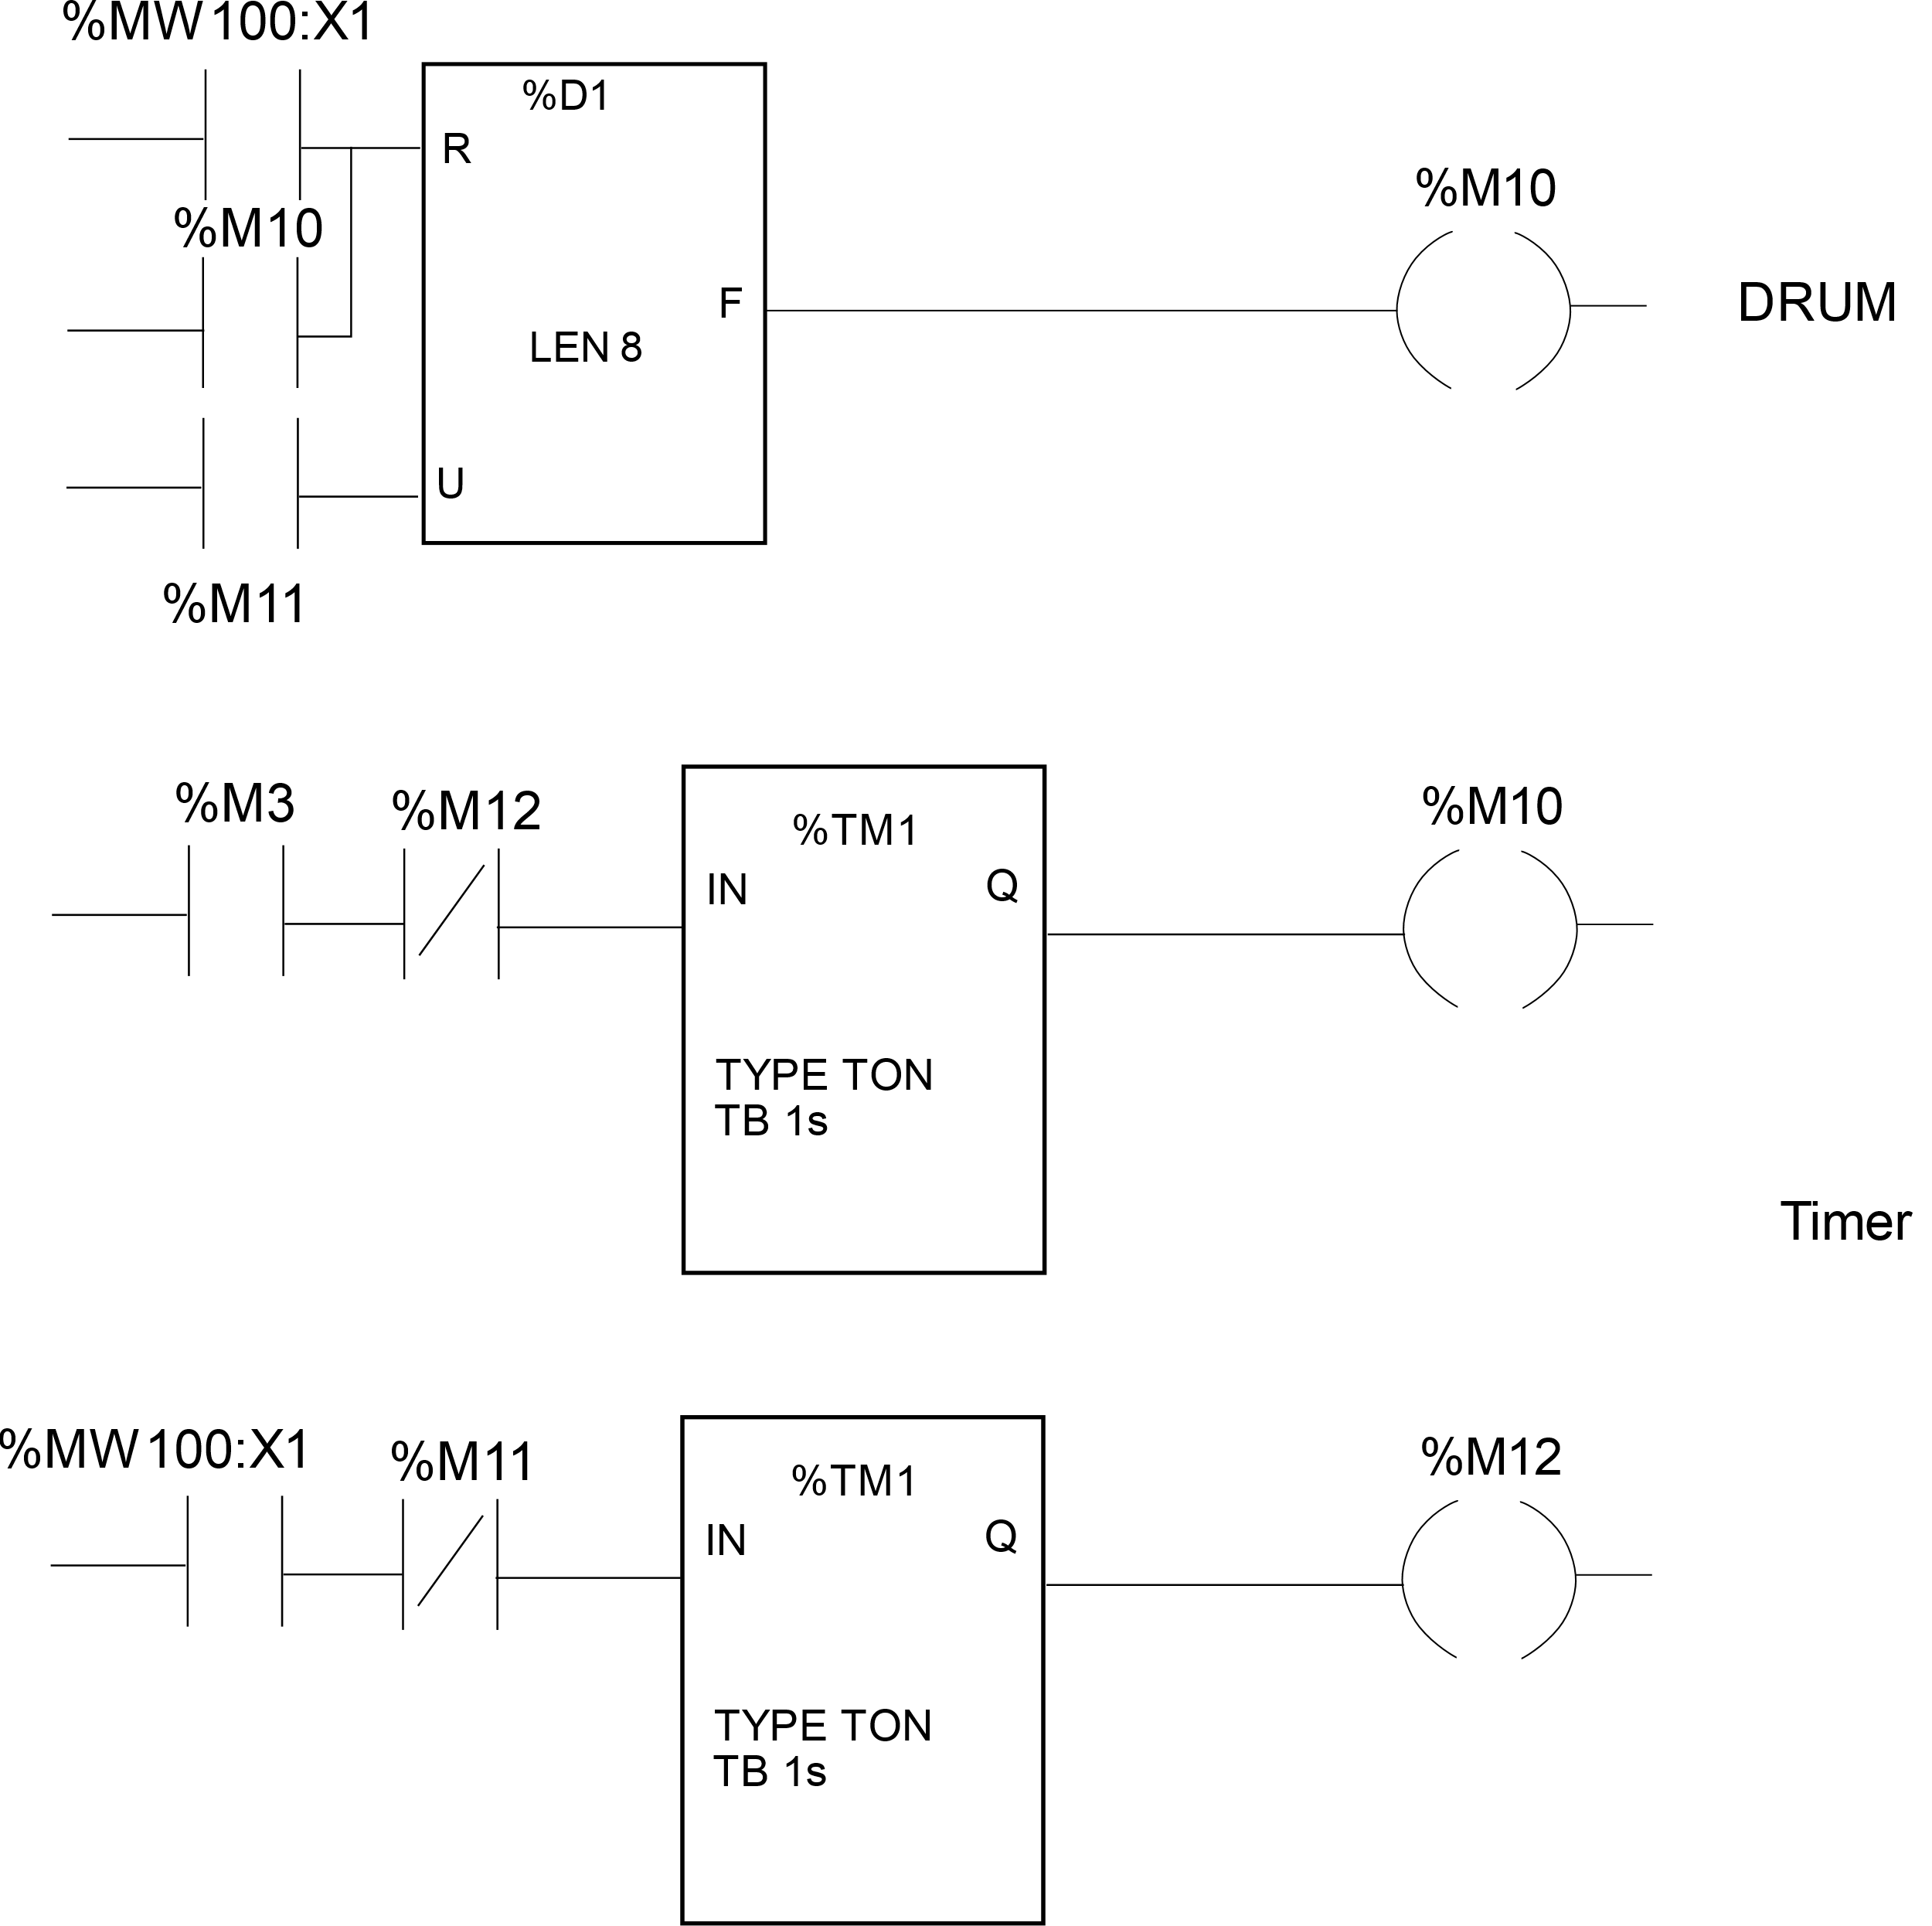 %MW100:X1
%D1
R
%M10
%M10
F
DRUM
LEN 8
U
%M11
%M3
%M12
%TM1
%M10
IN
Q
TYPE TON
TB 1s
Timer
%MW100:X1
%M11
%TM1
%M12
IN
Q
TYPE TON
TB 1s